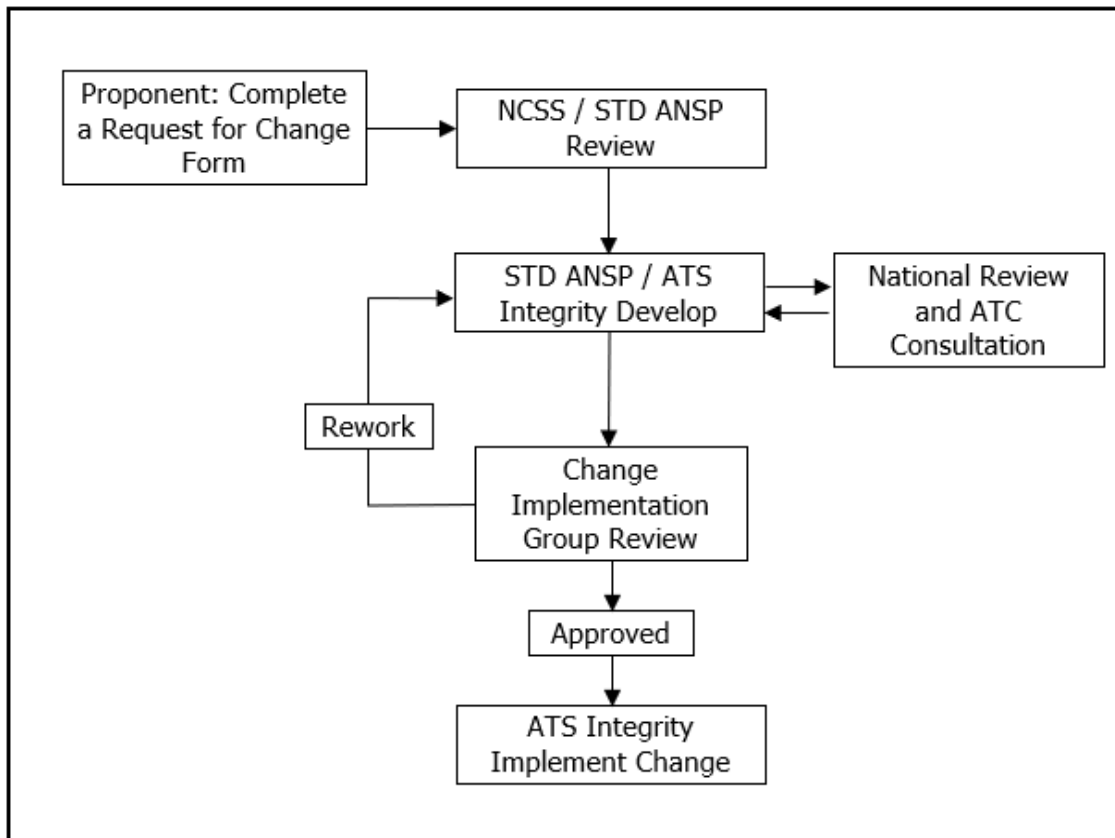 Proponent: Complete
a Request for Change
Form
NCSS / STD ANSP
Review
STD ANSP / ATS
Integrity Develop
National Review
and ATC
Consultation
Rework
Change
Implementation
Group Review
Approved
ATS Integrity
Implement Change